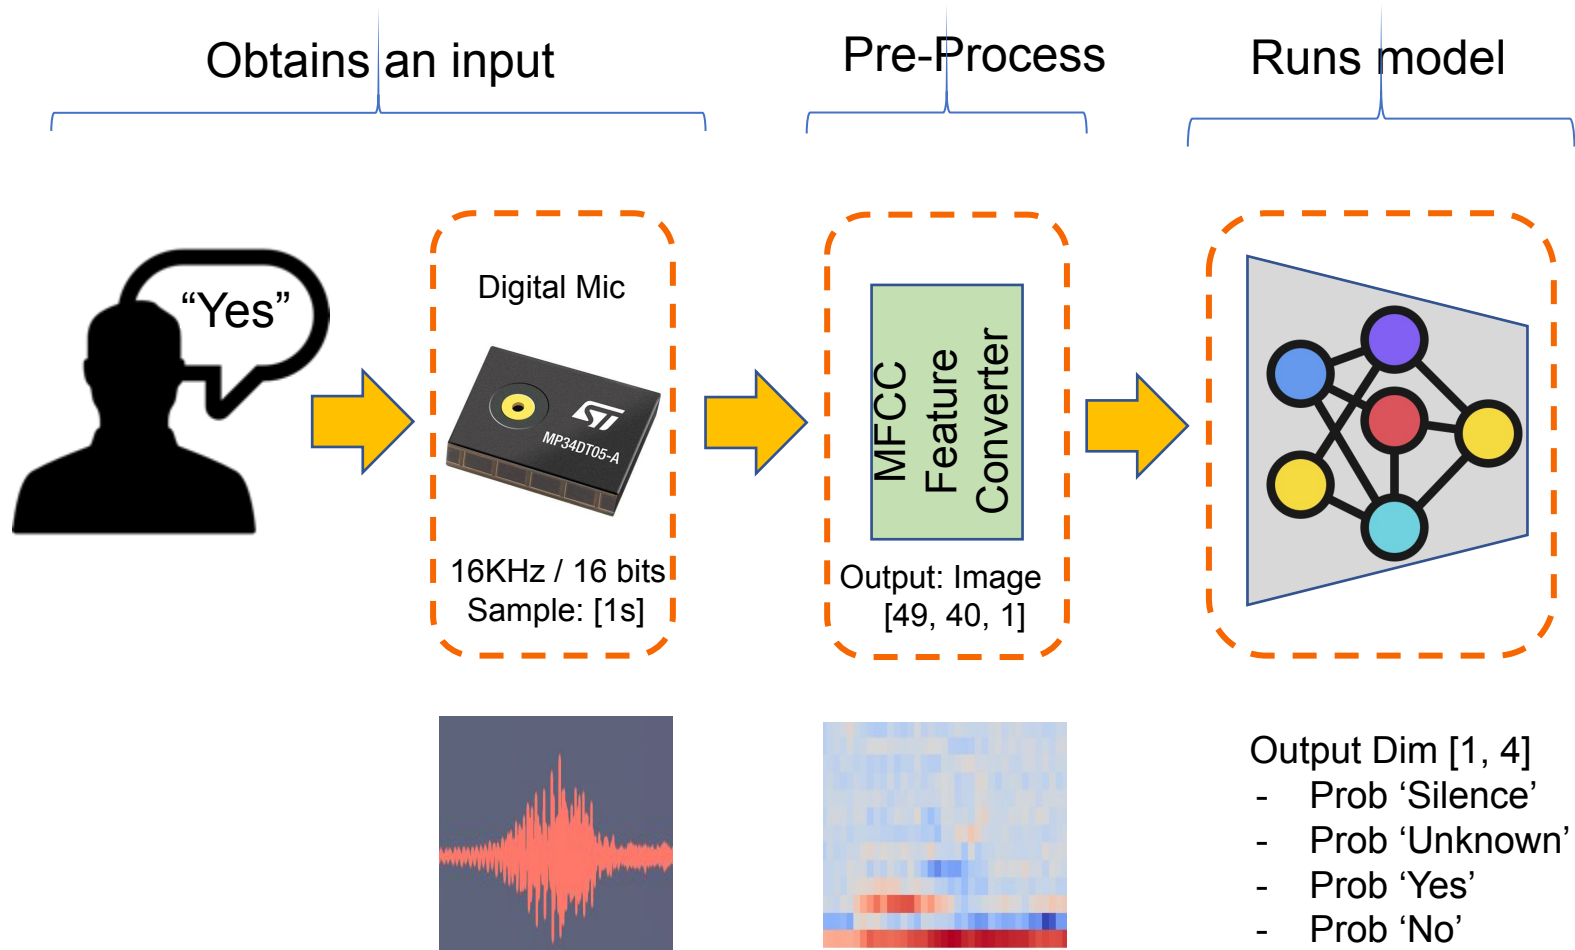 Obtains an input
Pre-Process
Runs model
“Yes”
Digital Mic
ST
MP34DT05-A
16KHz / 16 bits
Sample: [1s]
MFCC
Feature
Converter
Output: Image
[49, 40, 1]
Output Dim [1, 4]
- Prob ‘Silence’
- Prob ‘Unknown’
- Prob ‘Yes’
- Prob ‘No’